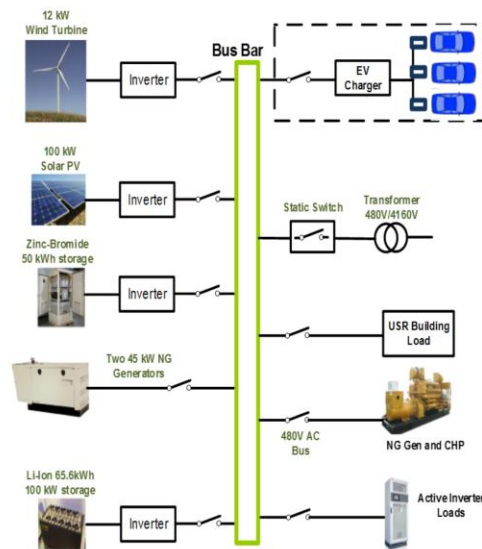 12 kW
Wind Turbine
Inverter
Bus Bar
EV
Charger
100 kW
Solar PV
Inverter
Static Switch
Transformer
480V/4160V
Zinc-Bromide
50 kWh storage
Inverter
USR Building
Load
Two 45 kW NG
Generators
480V AC
Bus
NG Gen and CHP
Li-Ion 65.6kWh
100 kW storage
Inverter
Active Inverter
Loads